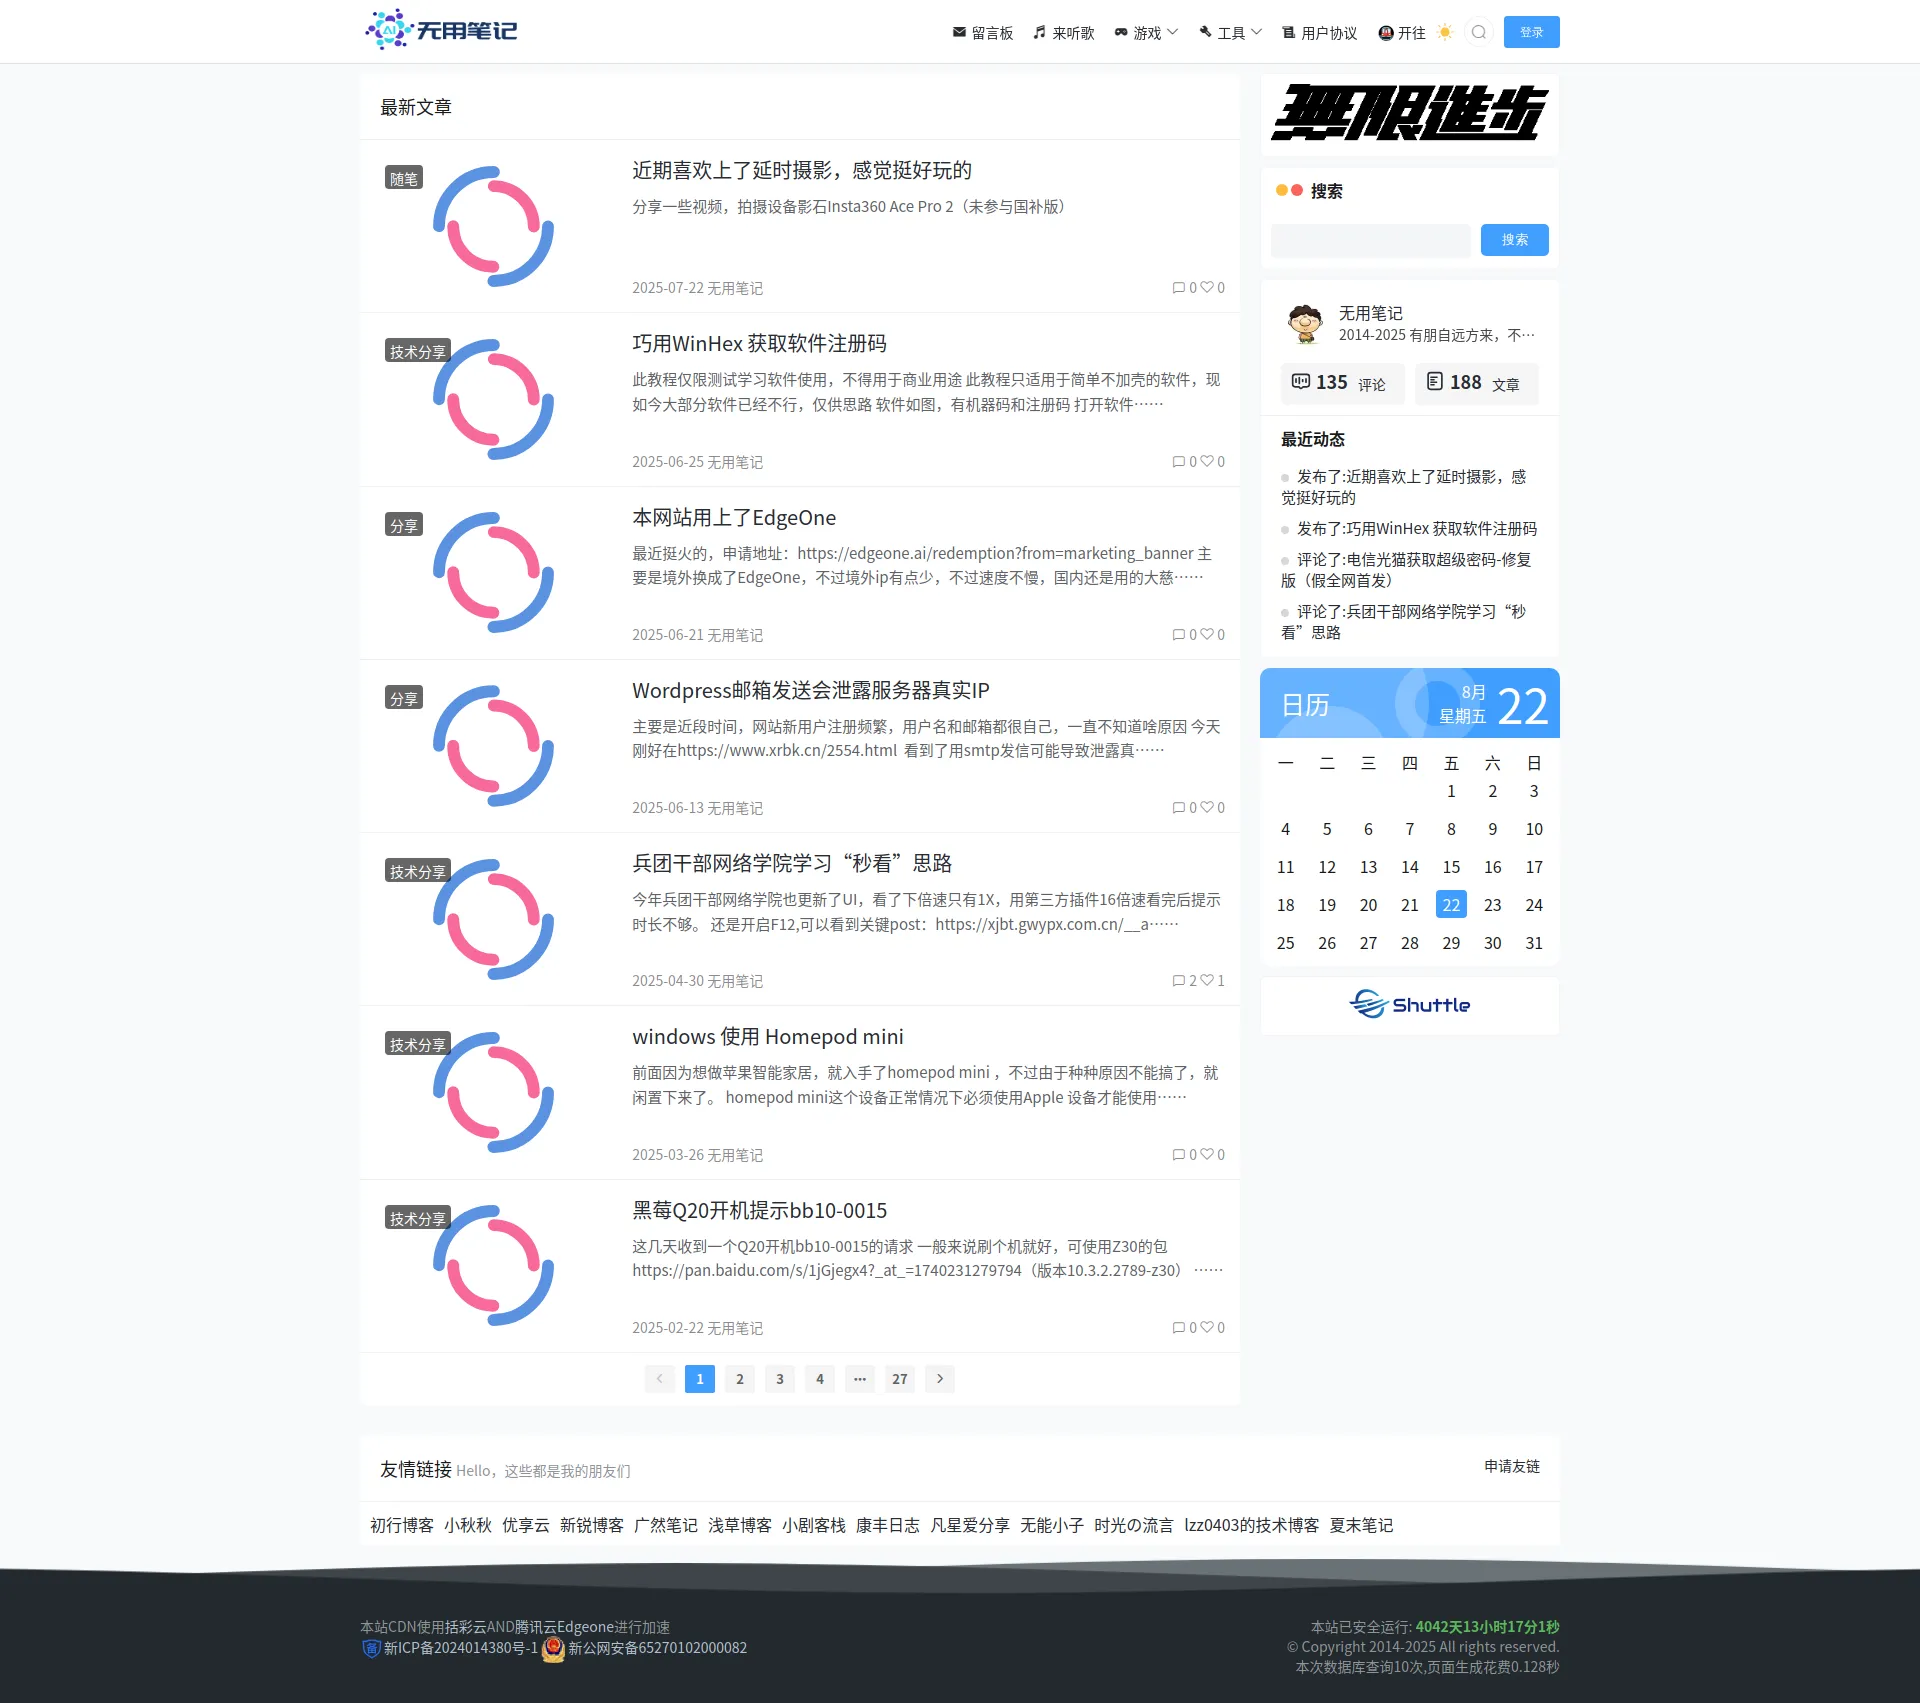 AI 无用笔记
留言板 来听歌 游戏 工具 用户协议 开往 登录
最新文章
随笔
近期喜欢上了延时摄影，感觉挺好玩的
分享一些视频，拍摄设备影石Insta360 Ace Pro 2（未参与国补版）
2025-07-22 无用笔记 0 0
技术分享
巧用WinHex 获取软件注册码
此教程仅限测试学习软件使用，不得用于商业用途 此教程只适用于简单不加壳的软件，现
如今大部分软件已经不行，仅供思路 软件如图，有机器码和注册码 打开软件……
2025-06-25 无用笔记 0 0
分享
本网站用上了EdgeOne
最近挺火的，申请地址：https://edgeone.ai/redemption?from=marketing_banner 主
要是境外换成了EdgeOne，不过境外ip有点少，不过速度不慢，国内还是用的大慈……
2025-06-21 无用笔记 0 0
分享
Wordpress邮箱发送会泄露服务器真实IP
主要是近段时间，网站新用户注册频繁，用户名和邮箱都很自己，一直不知道啥原因 今天
刚好在https://www.xrbk.cn/2554.html 看到了用smtp发信可能导致泄露真……
2025-06-13 无用笔记 0 0
技术分享
兵团干部网络学院学习“秒看”思路
今年兵团干部网络学院也更新了UI，看了下倍速只有1X，用第三方插件16倍速看完后提示
时长不够。 还是开启F12,可以看到关键post：https://xjbt.gwypx.com.cn/__a……
2025-04-30 无用笔记 2 1
技术分享
windows 使用 Homepod mini
前面因为想做苹果智能家居，就入手了homepod mini ，不过由于种种原因不能搞了，就
闲置下来了。 homepod mini这个设备正常情况下必须使用Apple 设备才能使用……
2025-03-26 无用笔记 0 0
技术分享
黑莓Q20开机提示bb10-0015
这几天收到一个Q20开机bb10-0015的请求 一般来说刷个机就好，可使用Z30的包
https://pan.baidu.com/s/1jGjegx4?_at_=1740231279794（版本10.3.2.2789-z30） ……
2025-02-22 无用笔记 0 0
1 2 3 4 ··· 27
無限進步
搜索
搜索
无用笔记
2014-2025 有朋自远方来，不…
135 评论 188 文章
最近动态
发布了:近期喜欢上了延时摄影，感
觉挺好玩的
发布了:巧用WinHex 获取软件注册码
评论了:电信光猫获取超级密码-修复
版（假全网首发）
评论了:兵团干部网络学院学习“秒
看”思路
日历 8月 星期五 22
一 二 三 四 五 六 日
1 2 3
4 5 6 7 8 9 10
11 12 13 14 15 16 17
18 19 20 21 22 23 24
25 26 27 28 29 30 31
Shuttle
友情链接 Hello，这些都是我的朋友们 申请友链
初行博客 小秋秋 优享云 新锐博客 广然笔记 浅草博客 小剧客栈 康丰日志 凡星爱分享 无能小子 时光の流言 lzz0403的技术博客 夏末笔记
本站CDN使用括彩云AND腾讯云Edgeone进行加速
新ICP备2024014380号-1 新公网安备65270102000082
本站已安全运行: 4042天13小时17分1秒
© Copyright 2014-2025 All rights reserved.
本次数据库查询10次,页面生成花费0.128秒